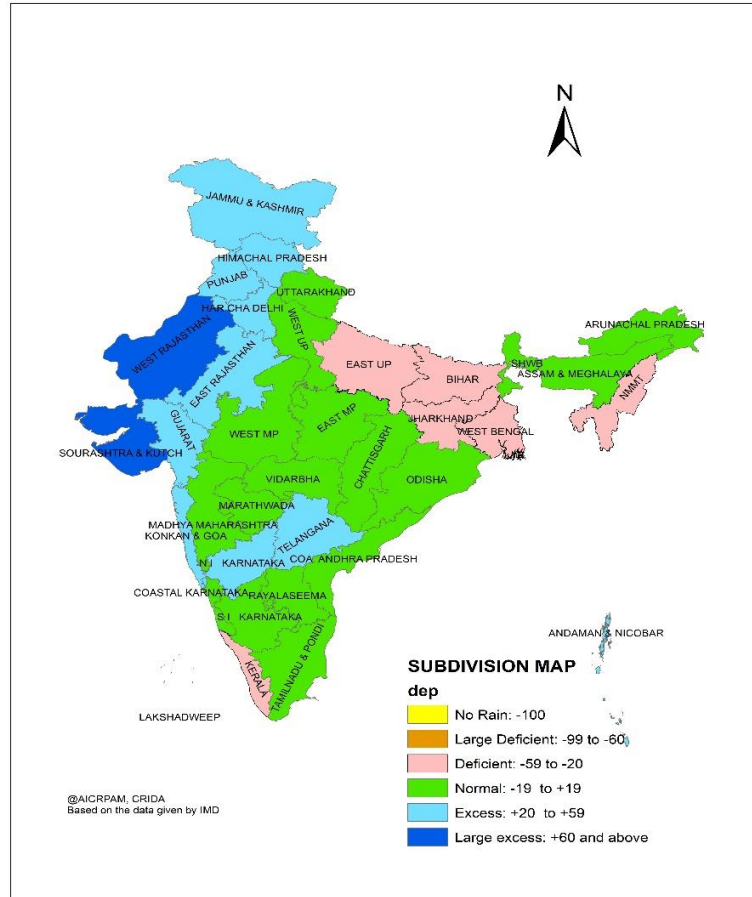 N
JAMMU & KASHMIR
HIMACHAL PRADESH
PUNJAB
UTTARAKHAND
HAR CHA DELHI
WEST UP
WEST RAJASTHAN
EAST RAJASTHAN
ARUNACHAL PRADESH
EAST UP
SHWB
ASSAM & MEGHALAYA
BIHAR
NMMT
GUJARAT
JHARKHAND
EAST MP
WEST BENGAL
WEST MP
CHATTISGARH
SOURASHTRA & KUTCH
VIDARBHA
ODISHA
MARATHWADA
MADHYA MAHARASHTRA
KONKAN & GOA
TELANGANA
N I KARNATAKA
COA ANDHRA PRADESH
COASTAL KARNATAKA
RAYALASEEMA
S I KARNATAKA
ANDAMAN & NICOBAR
TAMILNADU & PONDI
KERALA
LAKSHADWEEP
SUBDIVISION MAP
dep
No Rain: -100
Large Deficient: -99 to -60
Deficient: -59 to -20
Normal: -19 to +19
Excess: +20 to +59
Large excess: +60 and above
@AICRPAM, CRIDA
Based on the data given by IMD